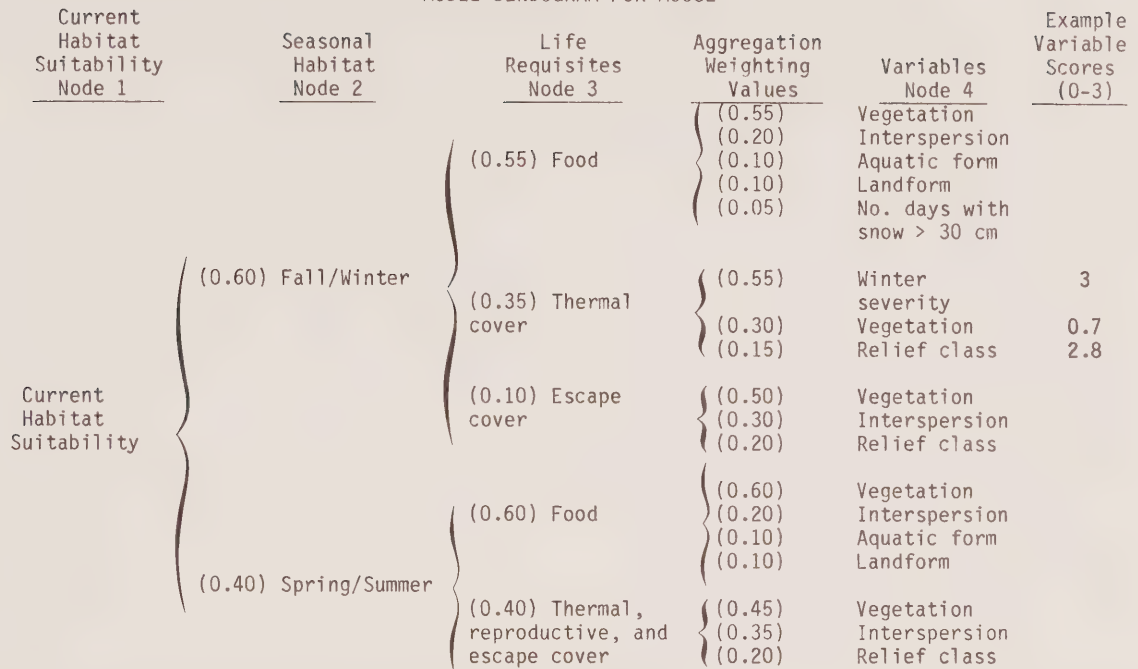 Current Habitat Suitability Node 1
Seasonal Habitat Node 2
Life Requisites Node 3
Aggregation Weighting Values
Variables Node 4
Example Variable Scores (0-3)
Current Habitat Suitability
(0.60) Fall/Winter
(0.55) Food
(0.55) Vegetation
(0.20) Interspersion
(0.10) Aquatic form
(0.10) Landform
(0.05) No. days with
snow > 30 cm
(0.35) Thermal
cover
(0.55) Winter 3
severity
(0.30) Vegetation 0.7
(0.15) Relief class 2.8
(0.10) Escape
cover
(0.50) Vegetation
(0.30) Interspersion
(0.20) Relief class
(0.40) Spring/Summer
(0.60) Food
(0.60) Vegetation
(0.20) Interspersion
(0.10) Aquatic form
(0.10) Landform
(0.40) Thermal,
reproductive, and
escape cover
(0.45) Vegetation
(0.35) Interspersion
(0.20) Relief class